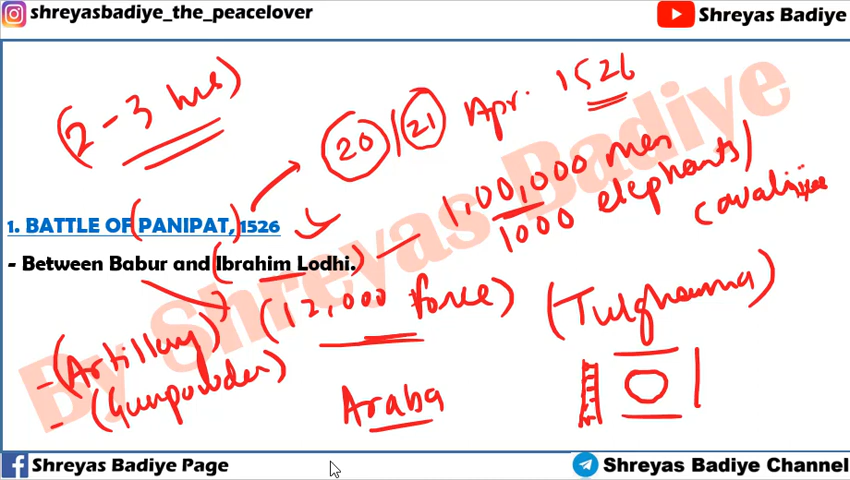 shreyasbadiye_the_peacelover
Shreyas Badiye
(2-3 hrs)
20/21 Apr. 1526
1,00,000 men
1000 elephants)
1. BATTLE OF PANIPAT, 1526
- Between Babur and Ibrahim Lodhi.
(12,000 force)
(Tulghama)
- (Artillery)
- (Gunpowder)
Araba
By Shreyas Badiye
Shreyas Badiye Page
Shreyas Badiye Channel